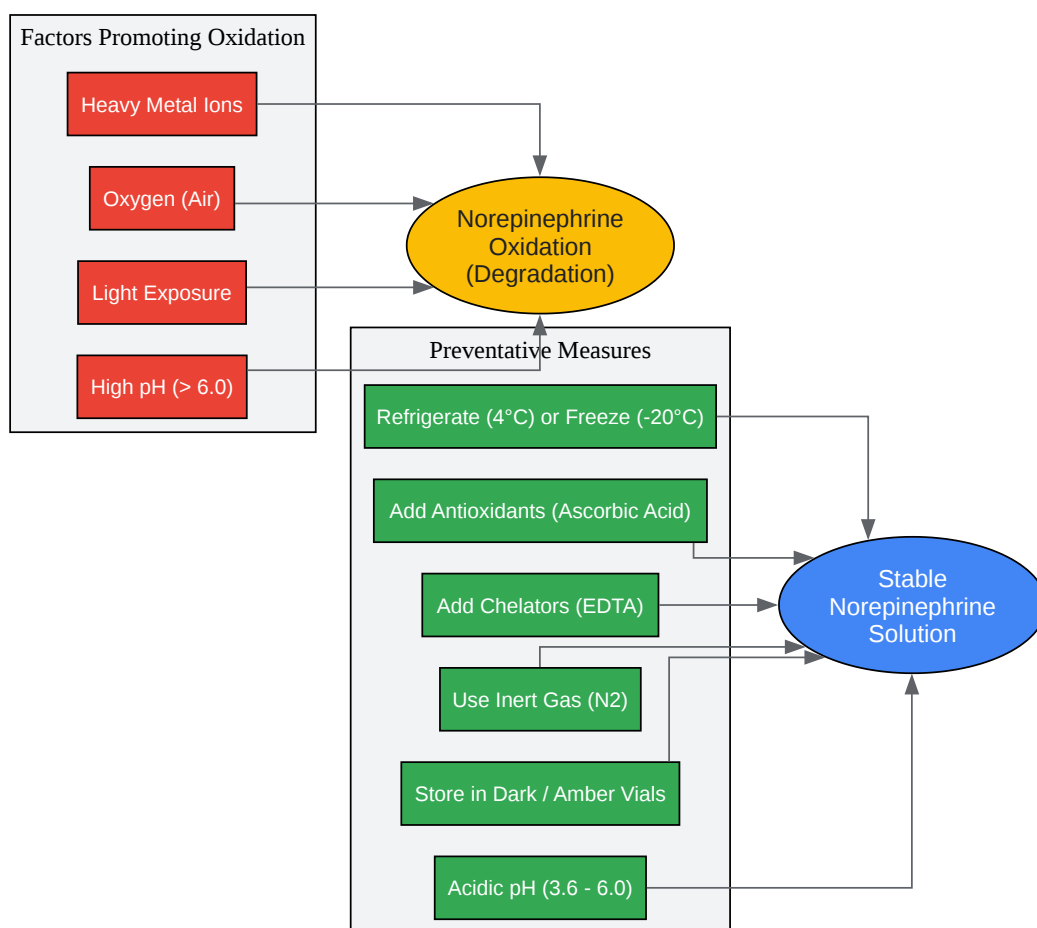 Factors Promoting Oxidation
Heavy Metal Ions
Oxygen (Air)
Light Exposure
High pH (> 6.0)
Norepinephrine
Oxidation
(Degradation)
Preventative Measures
Refrigerate (4°C) or Freeze (-20°C)
Add Antioxidants (Ascorbic Acid)
Add Chelators (EDTA)
Use Inert Gas (N2)
Store in Dark / Amber Vials
Acidic pH (3.6 - 6.0)
Stable
Norepinephrine
Solution